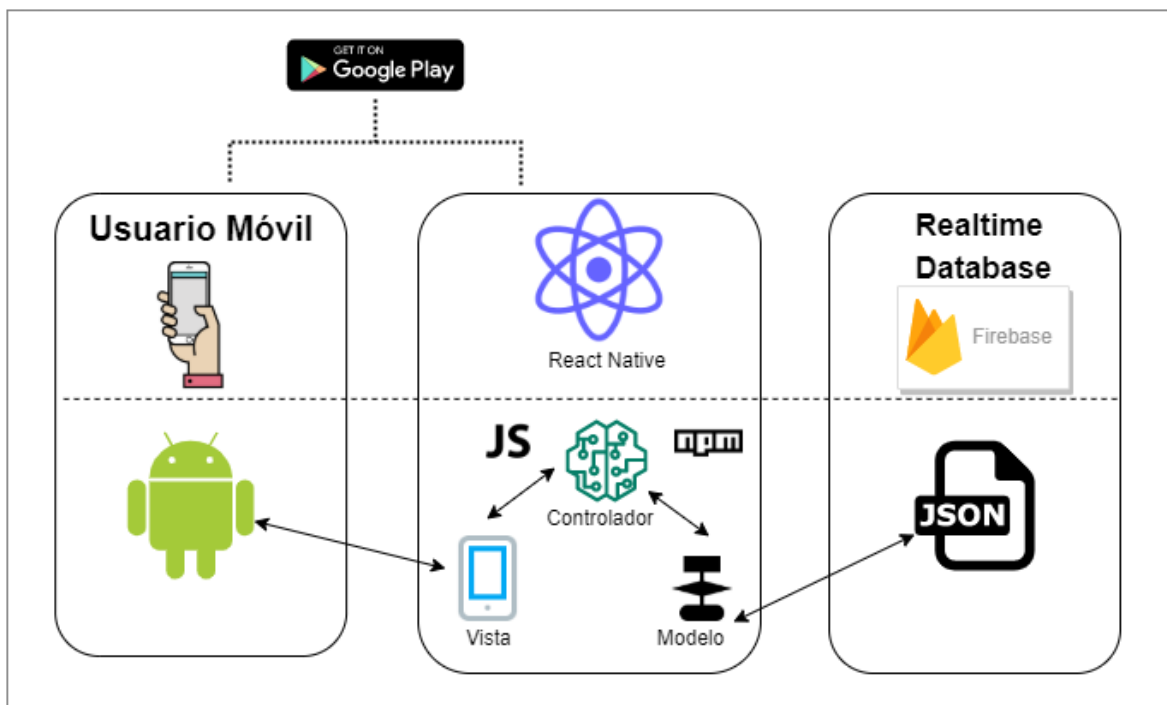 GET IT ON
Google Play
Usuario Móvil
React Native
Realtime
Database
Firebase
JS
npm
Controlador
JSON
Vista
Modelo